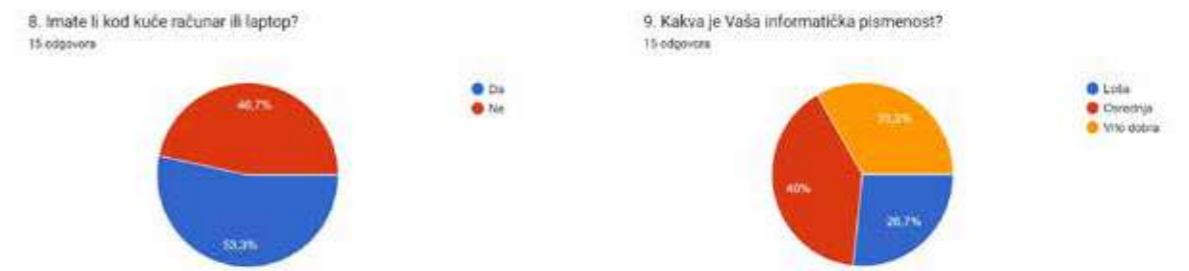 8. Imate li kod kuće računar ili laptop?
15 odgovora
46,7%
53,3%
Da
Ne
9. Kakva je Vaša informatička pismenost?
15 odgovora
33,3%
40%
26,7%
Loša
Osrednja
Vrlo dobra